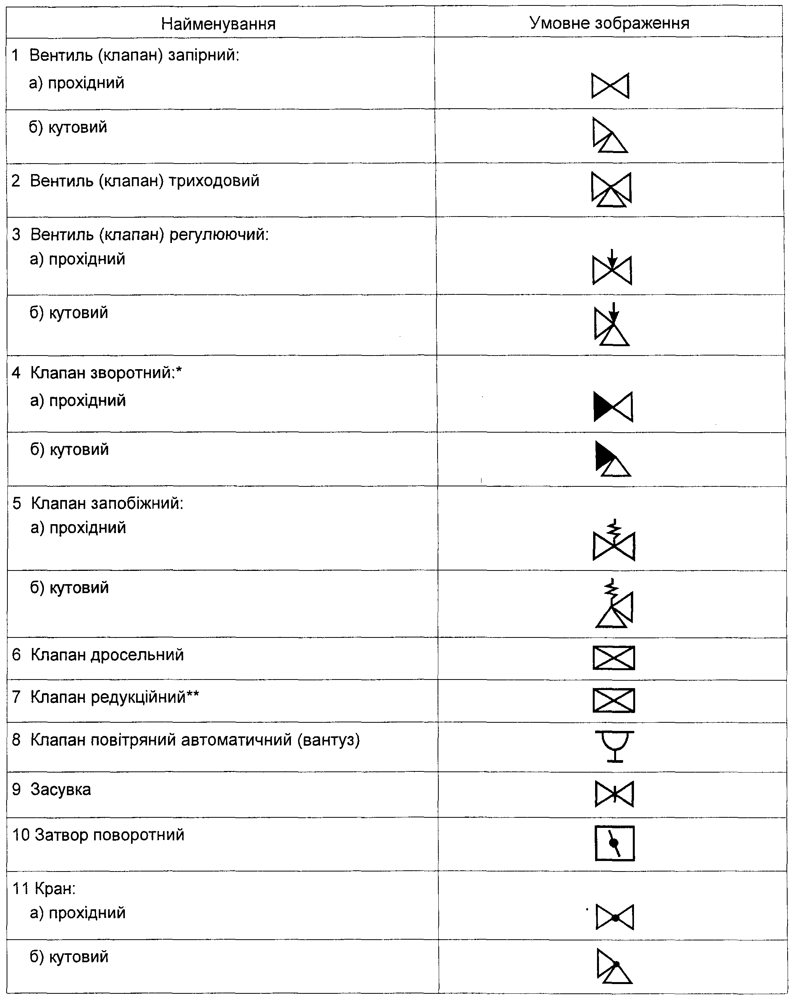 Найменування
Умовне зображення
1 Вентиль (клапан) запірний:
а) прохідний
б) кутовий
2 Вентиль (клапан) триходовий
3 Вентиль (клапан) регулюючий:
а) прохідний
б) кутовий
4 Клапан зворотний:*
а) прохідний
б) кутовий
5 Клапан запобіжний:
а) прохідний
б) кутовий
6 Клапан дросельний
7 Клапан редукційний**
8 Клапан повітряний автоматичний (вантуз)
9 Засувка
10 Затвор поворотний
11 Кран:
а) прохідний
б) кутовий